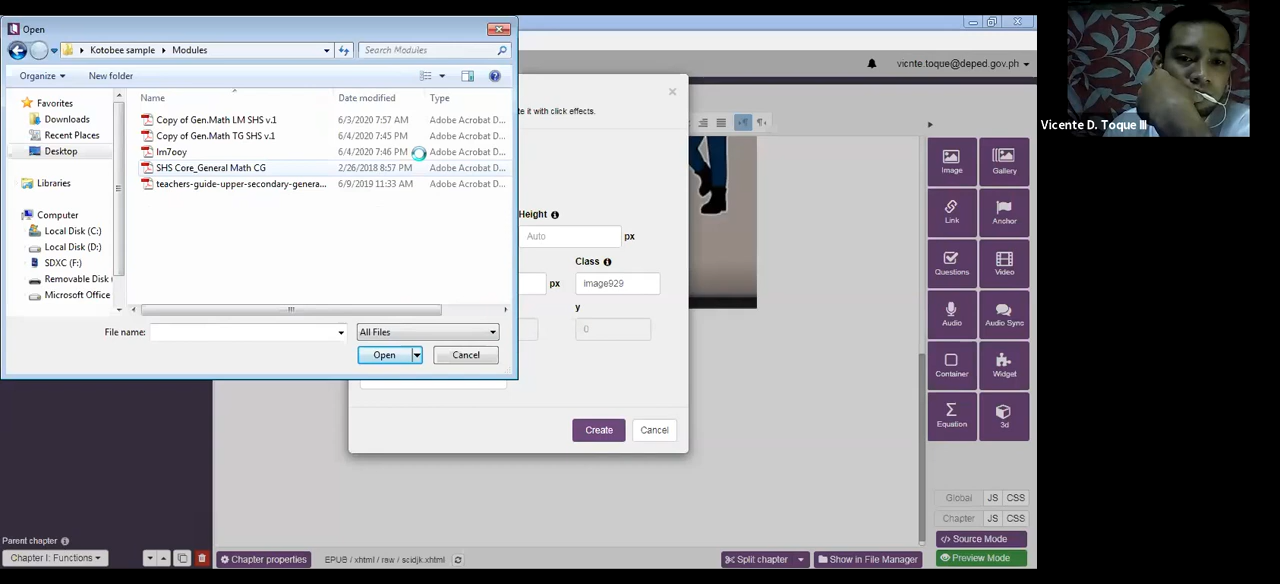 Open
Kotobee sample
Modules
Search Modules
Organize
New folder
Name
Date modified
Type
Favorites
Downloads
Recent Places
Desktop
Libraries
Computer
Local Disk (C:)
Local Disk (D:)
SDXC (F:)
Removable Disk
Microsoft Office
Copy of Gen.Math LM SHS v.1
6/3/2020 7:57 AM
Adobe Acrobat D...
Copy of Gen.Math TG SHS v.1
6/4/2020 7:45 PM
Adobe Acrobat D...
lm7ooy
6/4/2020 7:46 PM
Adobe Acrobat D...
SHS Core_General Math CG
2/26/2018 8:57 PM
Adobe Acrobat D...
teachers-guide-upper-secondary-genera...
6/9/2019 11:33 AM
Adobe Acrobat D...
File name:
All Files
Open
Cancel
vicnte.toque@deped.gov.ph
te it with click effects.
Height
Auto
px
px
Class
image929
y
0
Create
Cancel
Image
Gallery
Link
Anchor
Questions
Video
Audio
Audio Sync
Container
Widget
Σ
Equation
3d
Global
JS
CSS
Chapter
JS
CSS
</> Source Mode
Preview Mode
Parent chapter
Chapter I: Functions
Chapter properties
EPUB / xhtml / raw / scidjk.xhtml
Split chapter
Show in File Manager
Vicente D. Toque III